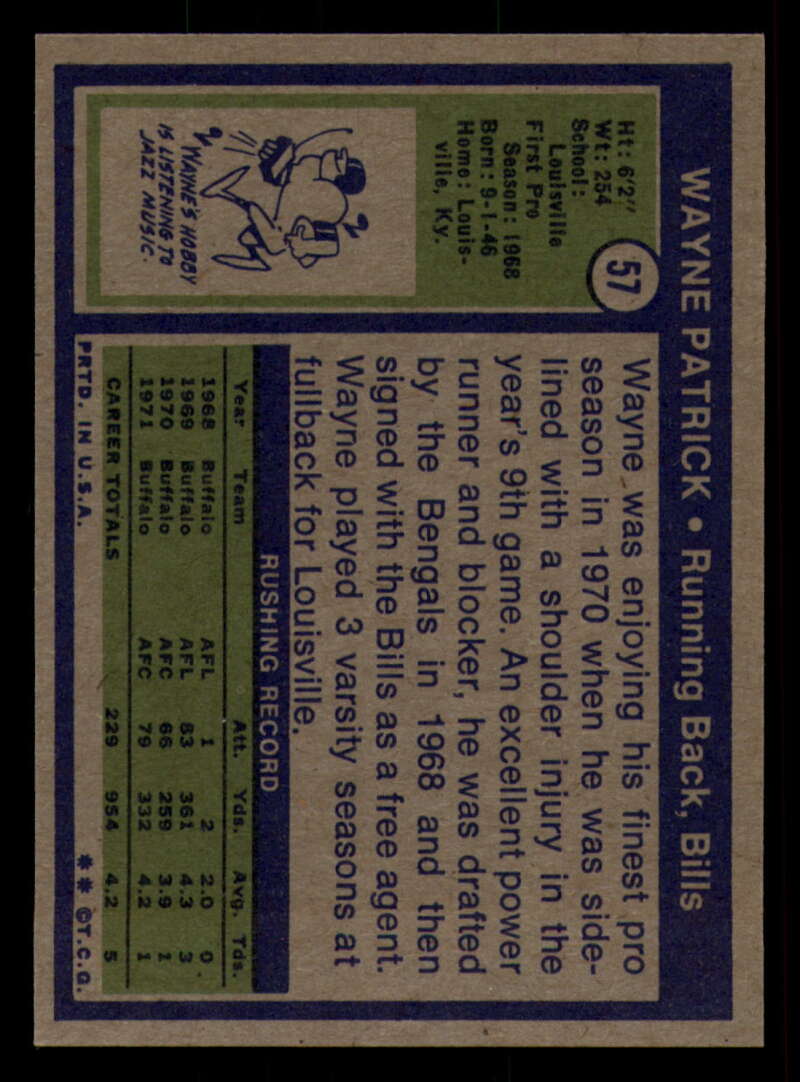 WAYNE PATRICK • Running Back, Bills
57
Ht: 6'2"
Wt: 254
School:
Louisville
First Pro
Season: 1968
Born: 9-1-46
Home: Louis-
ville, Ky.
WAYNE'S HOBBY
IS LISTENING TO
JAZZ MUSIC.
Wayne was enjoying his finest pro
season in 1970 when he was side-
lined with a shoulder injury in the
year's 9th game. An excellent power
runner and blocker, he was drafted
by the Bengals in 1968 and then
signed with the Bills as a free agent.
Wayne played 3 varsity seasons at
fullback for Louisville.
RUSHING RECORD
Year Team Att. Yds. Avg. Tds.
1968 Buffalo AFL 1 2 2.0 0
1969 Buffalo AFL 83 361 4.3 3
1970 Buffalo AFC 66 259 3.9 1
1971 Buffalo AFC 79 332 4.2 1
CAREER TOTALS 229 954 4.2 5
PRTD. IN U.S.A. ** ©T.C.G.